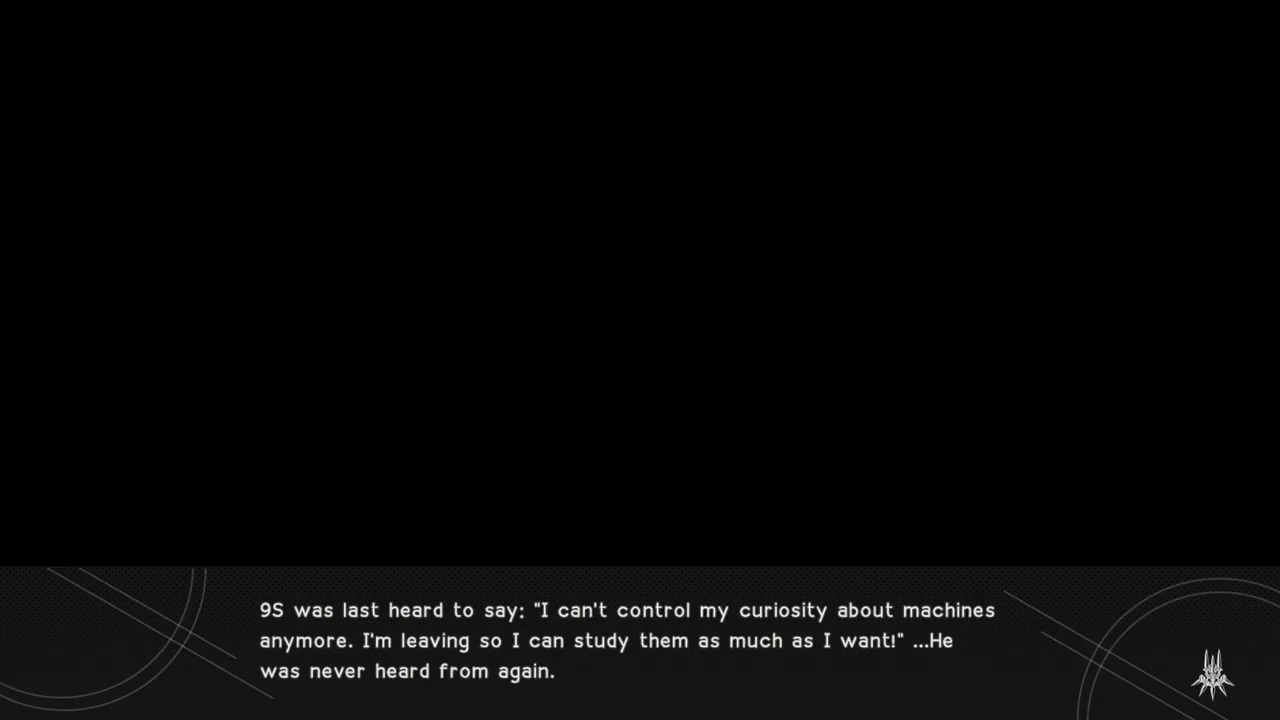 9S was last heard to say: "I can't control my curiosity about machines
anymore. I'm leaving so I can study them as much as I want!" ...He
was never heard from again.